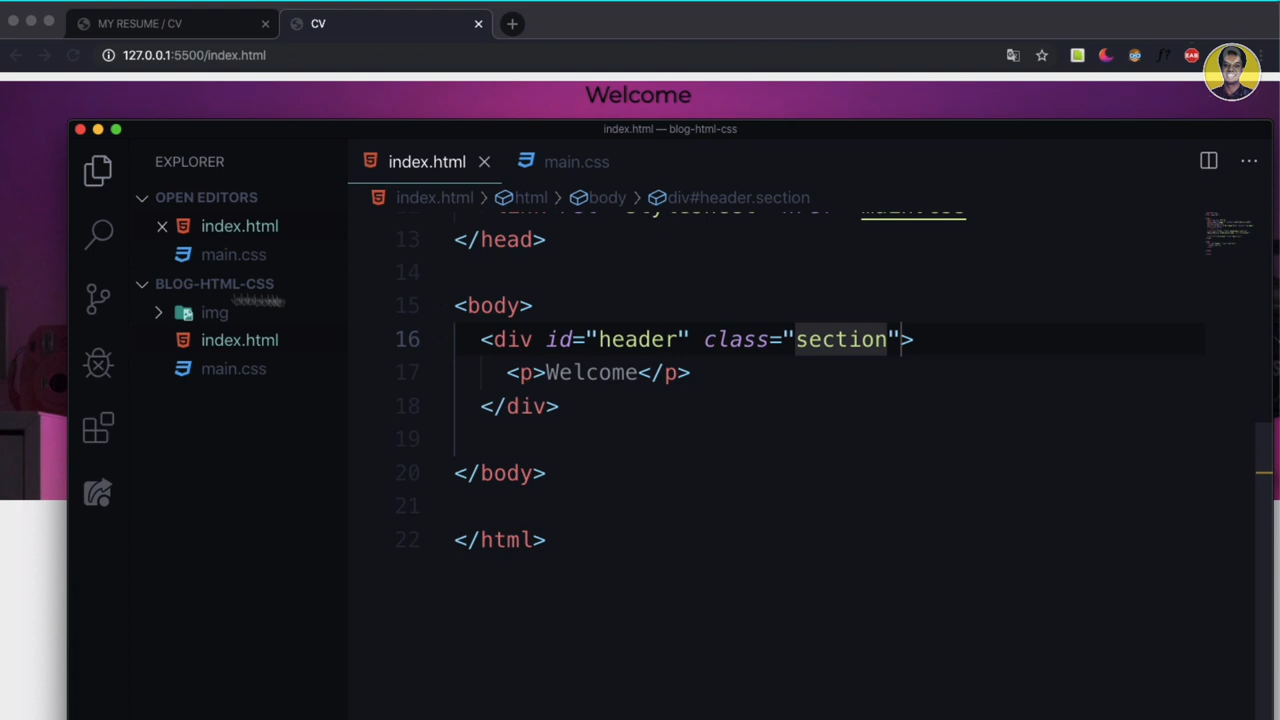 MY RESUME / CV
CV
127.0.0.1:5500/index.html
Welcome
index.html — blog-html-css
EXPLORER
OPEN EDITORS
index.html
main.css
BLOG-HTML-CSS
img
index.html
main.css
index.html
main.css
index.html > html > body > div#header.section
13 </head>
14
15 <body>
16 <div id="header" class="section">
17 <p>Welcome</p>
18 </div>
19
20 </body>
21
22 </html>